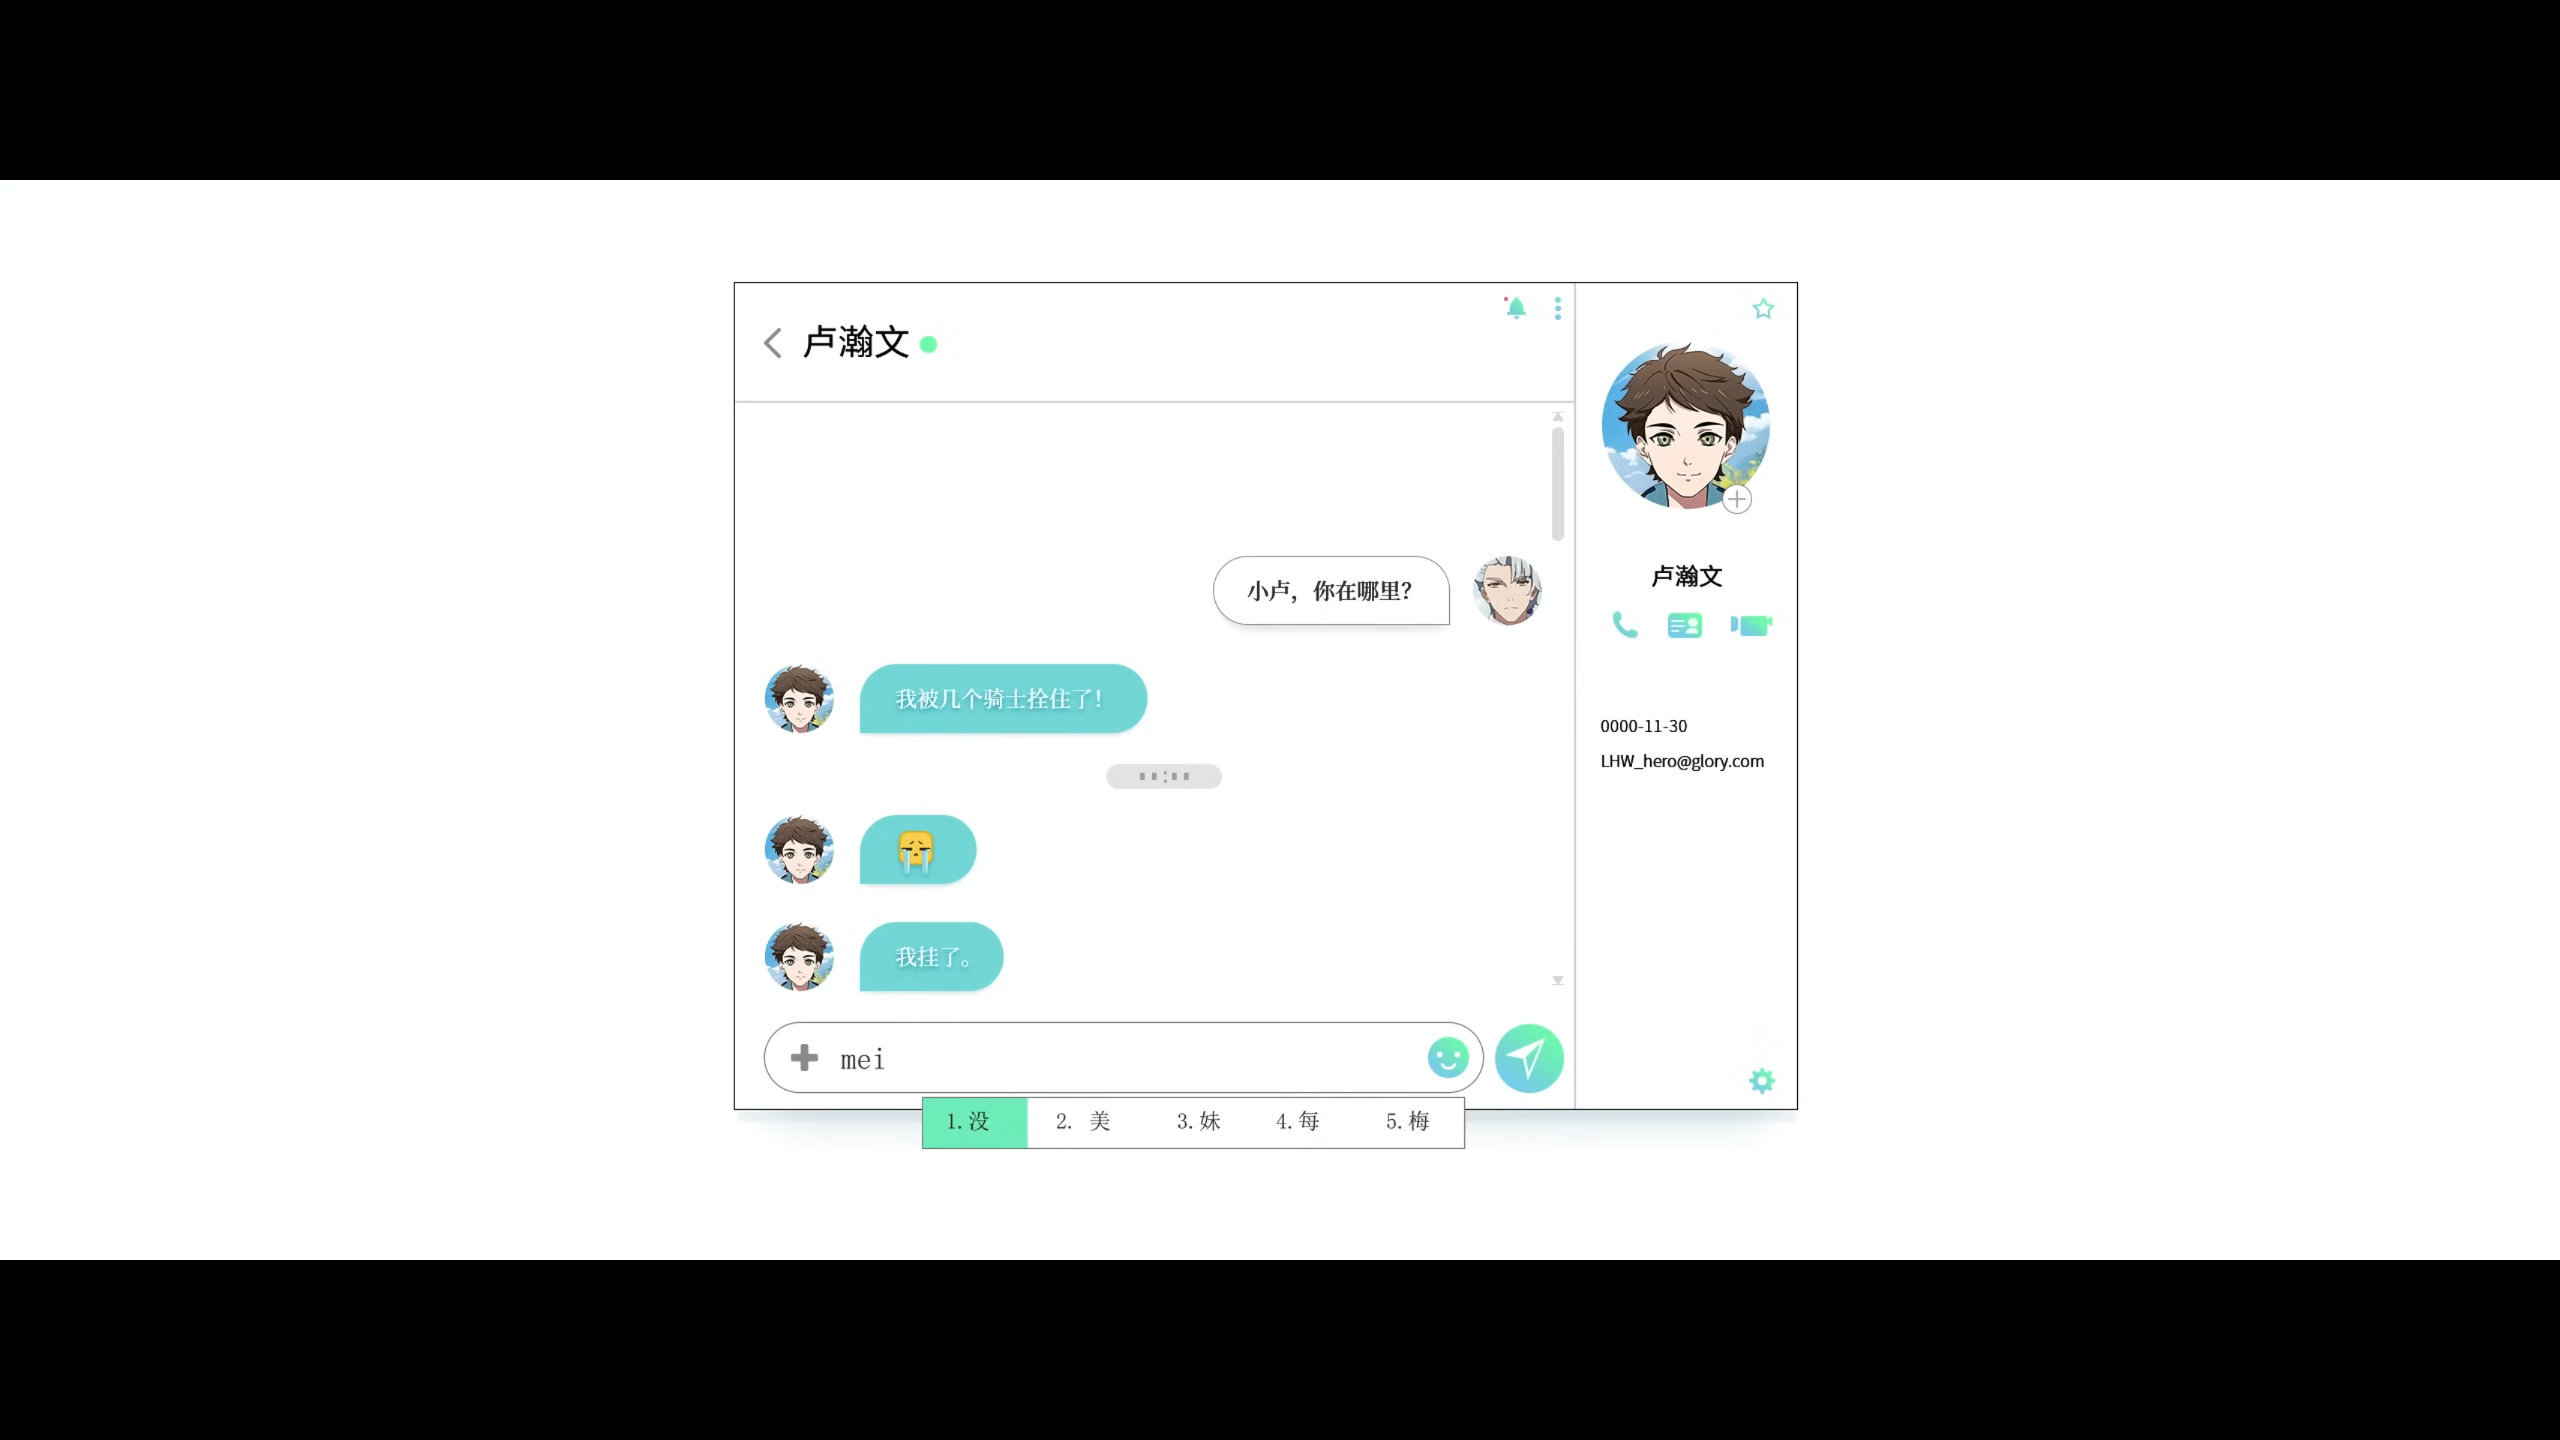 卢瀚文
小卢，你在哪里？
我被几个骑士拴住了！
我挂了。
mei
1.没 2. 美 3.妹 4.每 5.梅
卢瀚文
0000-11-30
LHW_hero@glory.com